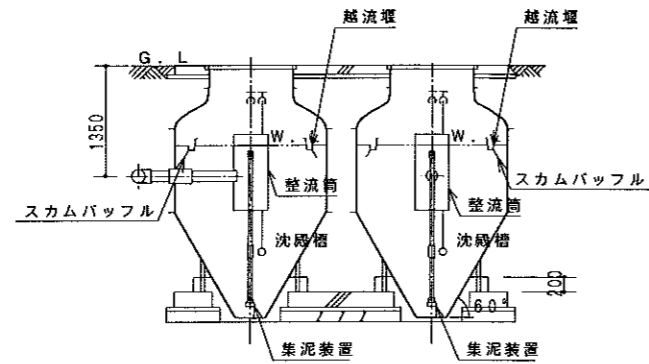 越流堰
越流堰
G.L
1350
W.
W.
スカムバッフル
整流筒
スカムバッフル
整流筒
沈殿槽
沈殿槽
200
60°
集泥装置
集泥装置